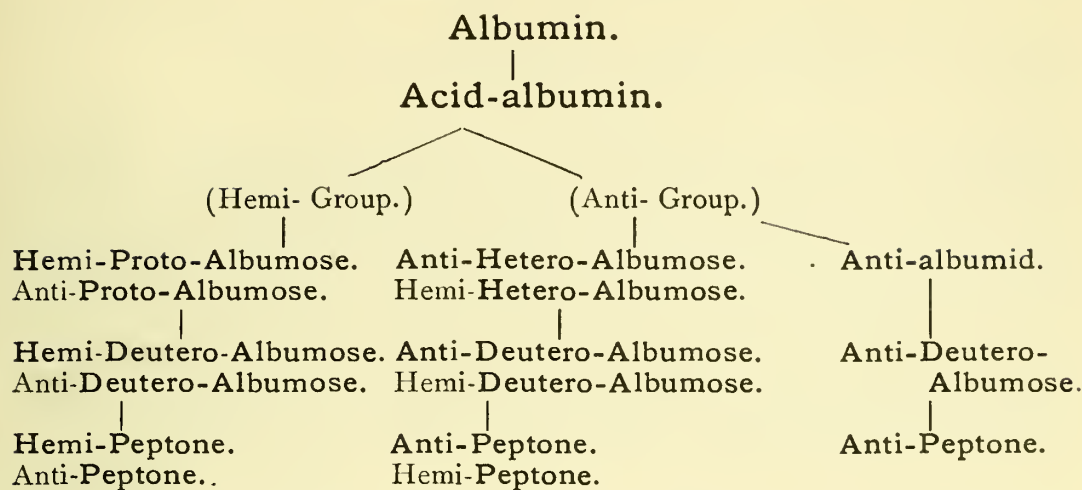 Albumin.
Acid-albumin.
(Hemi- Group.) (Anti- Group.)
Hemi-Proto-Albumose. Anti-Hetero-Albumose. Anti-albumid.
Anti-Proto-Albumose. Hemi-Hetero-Albumose.
Hemi-Deutero-Albumose. Anti-Deutero-Albumose. Anti-Deutero-
Anti-Deutero-Albumose. Hemi-Deutero-Albumose. Albumose.
Hemi-Peptone. Anti-Peptone. Anti-Peptone.
Anti-Peptone. Hemi-Peptone.